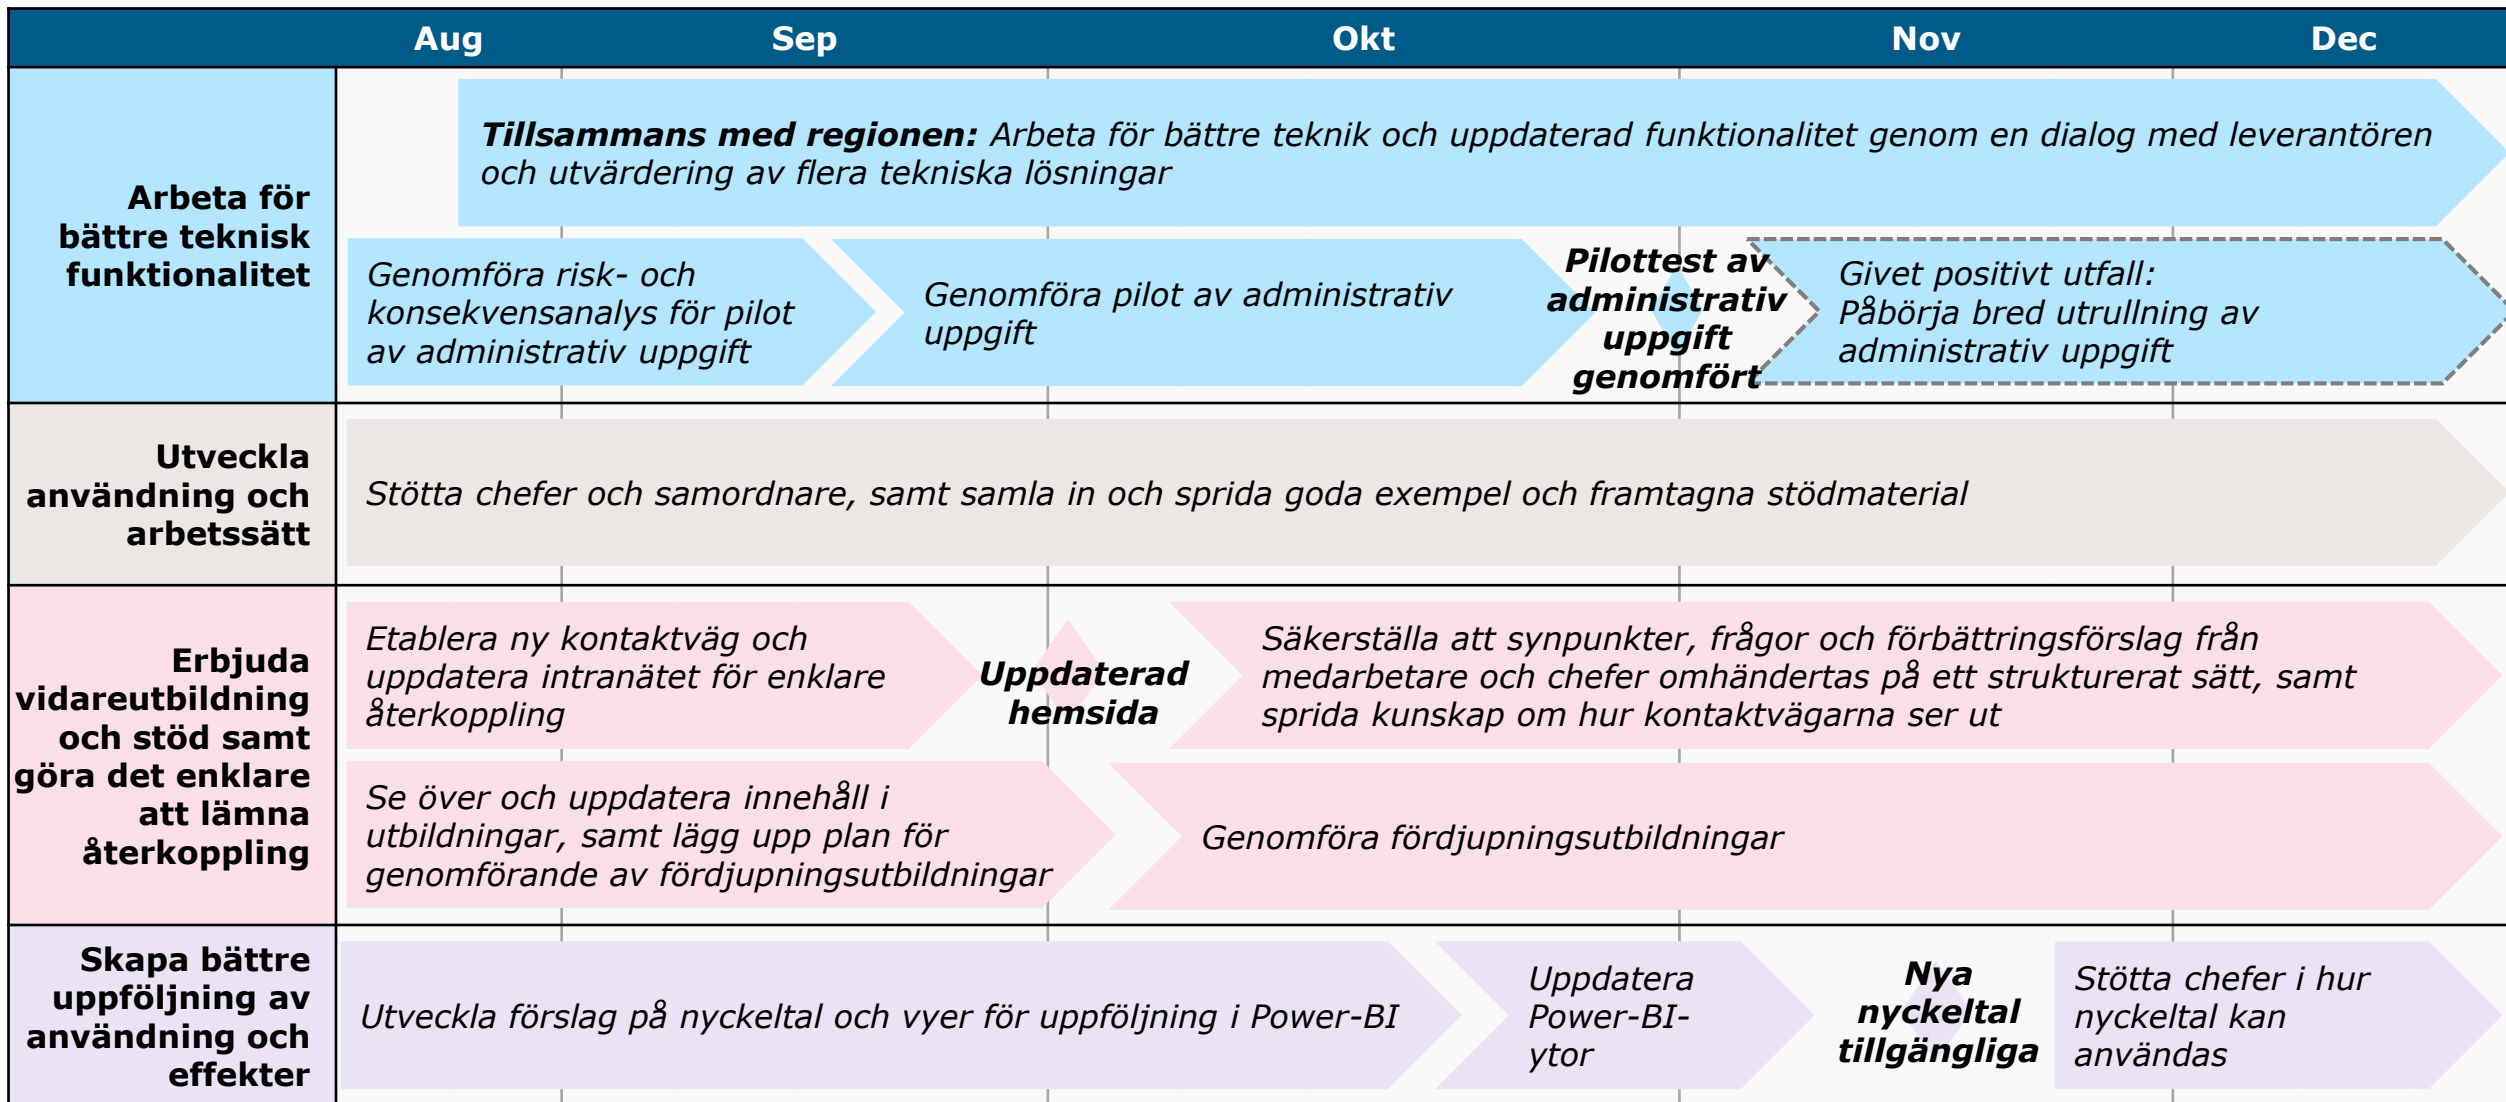 Aug Sep Okt Nov Dec
Arbeta för
bättre teknisk
funktionalitet
Tillsammans med regionen: Arbeta för bättre teknik och uppdaterad funktionalitet genom en dialog med leverantören
och utvärdering av flera tekniska lösningar
Genomföra risk- och
konsekvensanalys för pilot
av administrativ uppgift
Genomföra pilot av administrativ
uppgift
Pilottest av
administrativ
uppgift
genomfört
Givet positivt utfall:
Påbörja bred utrullning av
administrativ uppgift
Utveckla
användning och
arbetssätt
Stötta chefer och samordnare, samt samla in och sprida goda exempel och framtagna stödmaterial
Erbjuda
vidareutbildning
och stöd samt
göra det enklare
att lämna
återkoppling
Etablera ny kontaktväg och
uppdatera intranätet för enklare
återkoppling
Uppdaterad
hemsida
Säkerställa att synpunkter, frågor och förbättringsförslag från
medarbetare och chefer omhändertas på ett strukturerat sätt, samt
sprida kunskap om hur kontaktvägarna ser ut
Se över och uppdatera innehåll i
utbildningar, samt lägg upp plan för
genomförande av fördjupningsutbildningar
Genomföra fördjupningsutbildningar
Skapa bättre
uppföljning av
användning och
effekter
Utveckla förslag på nyckeltal och vyer för uppföljning i Power-BI
Uppdatera
Power-BI-
ytor
Nya
nyckeltal
tillgängliga
Stötta chefer i hur
nyckeltal kan
användas